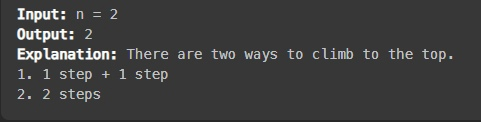 Input: n = 2
Output: 2
Explanation: There are two ways to climb to the top.
1. 1 step + 1 step
2. 2 steps